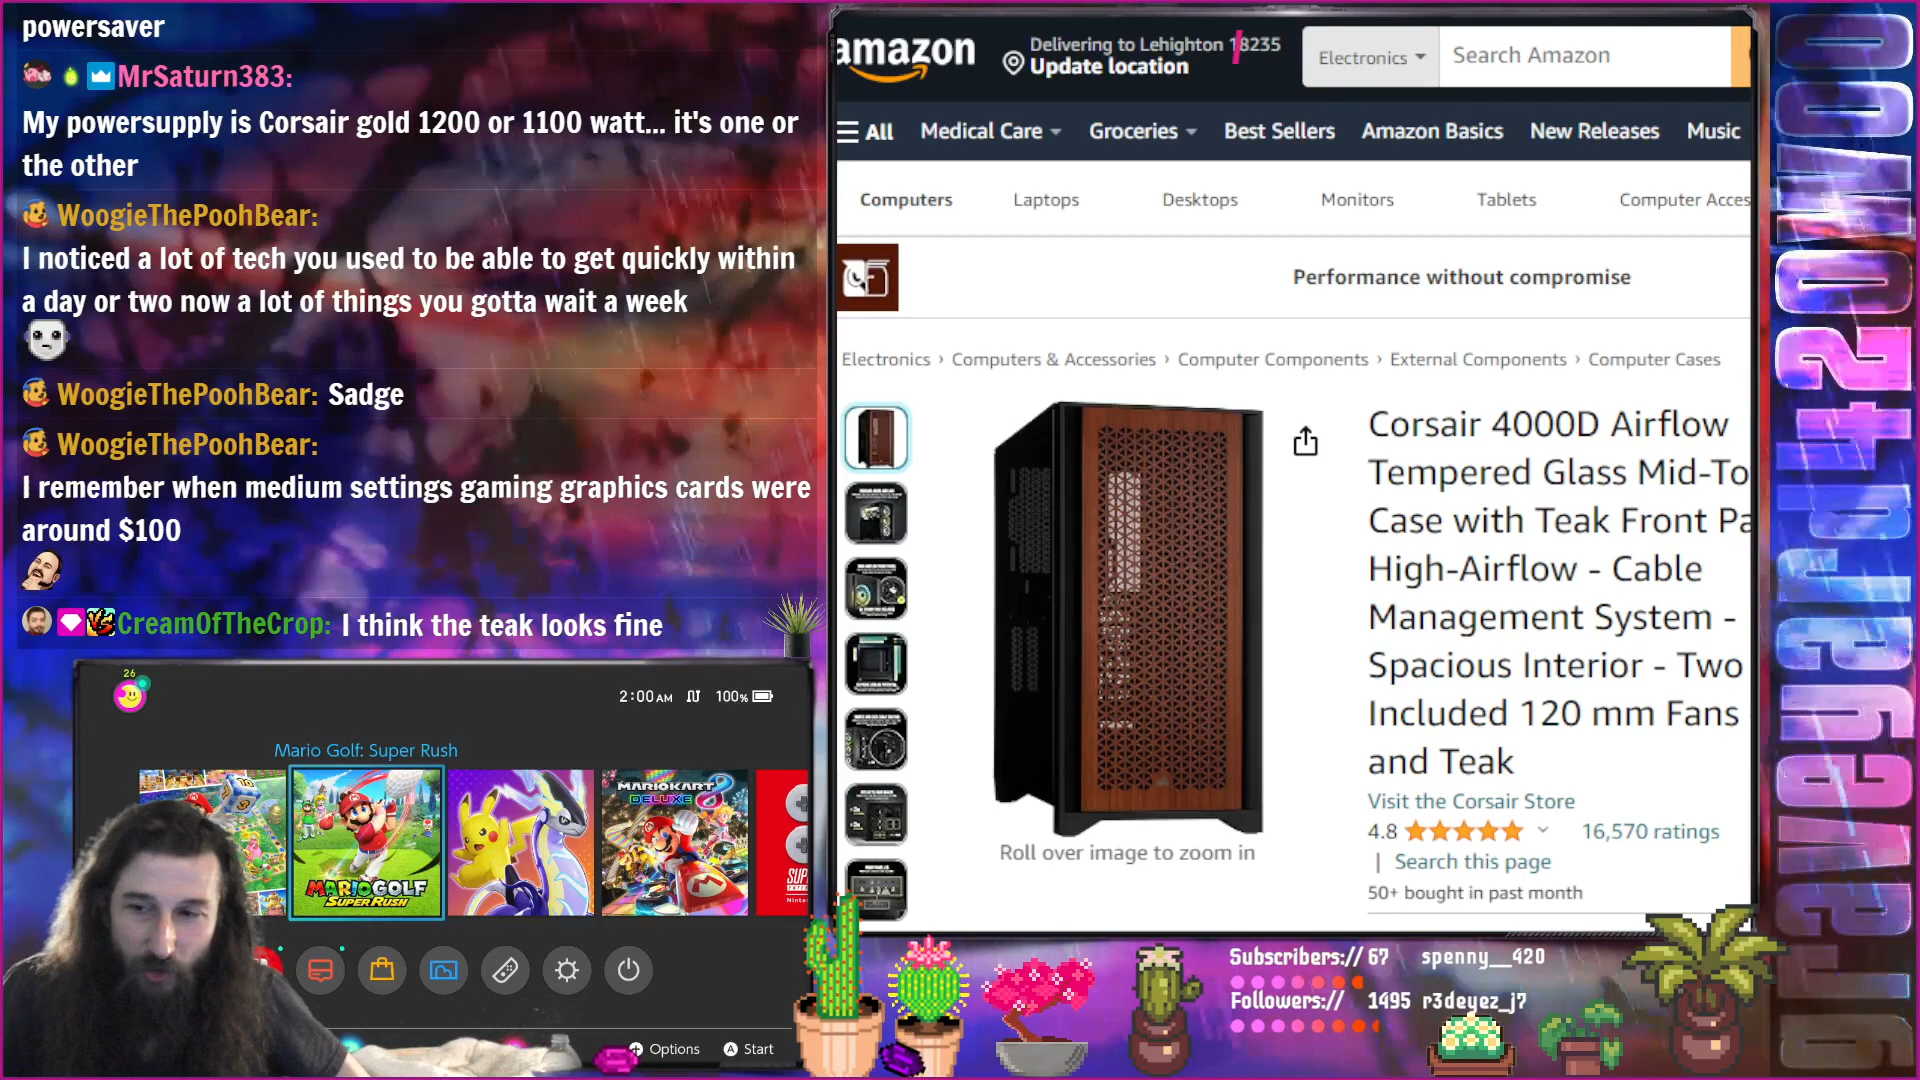 powersaver
MrSaturn383:
My powersupply is Corsair gold 1200 or 1100 watt... it's one or
the other
WoogieThePoohBear:
I noticed a lot of tech you used to be able to get quickly within
a day or two now a lot of things you gotta wait a week
WoogieThePoohBear: Sadge
WoogieThePoohBear:
I remember when medium settings gaming graphics cards were
around $100
CreamOfTheCrop: I think the teak looks fine
26
2:00 AM 100%
Mario Golf: Super Rush
MARIO GOLF
SUPER RUSH
MARIOKART 8
DELUXE
SUP
Options
Start
amazon
Delivering to Lehighton 18235
Update location
Electronics
Search Amazon
All Medical Care Groceries Best Sellers Amazon Basics New Releases Music
Computers Laptops Desktops Monitors Tablets Computer Acces
Performance without compromise
Electronics › Computers & Accessories › Computer Components › External Components › Computer Cases
Corsair 4000D Airflow
Tempered Glass Mid-To
Case with Teak Front Pa
High-Airflow - Cable
Management System -
Spacious Interior - Two
Included 120 mm Fans
and Teak
Visit the Corsair Store
4.8 16,570 ratings
| Search this page
50+ bought in past month
Roll over image to zoom in
Subscribers// 67 spenny__420
Followers// 1495 r3deyez_j7